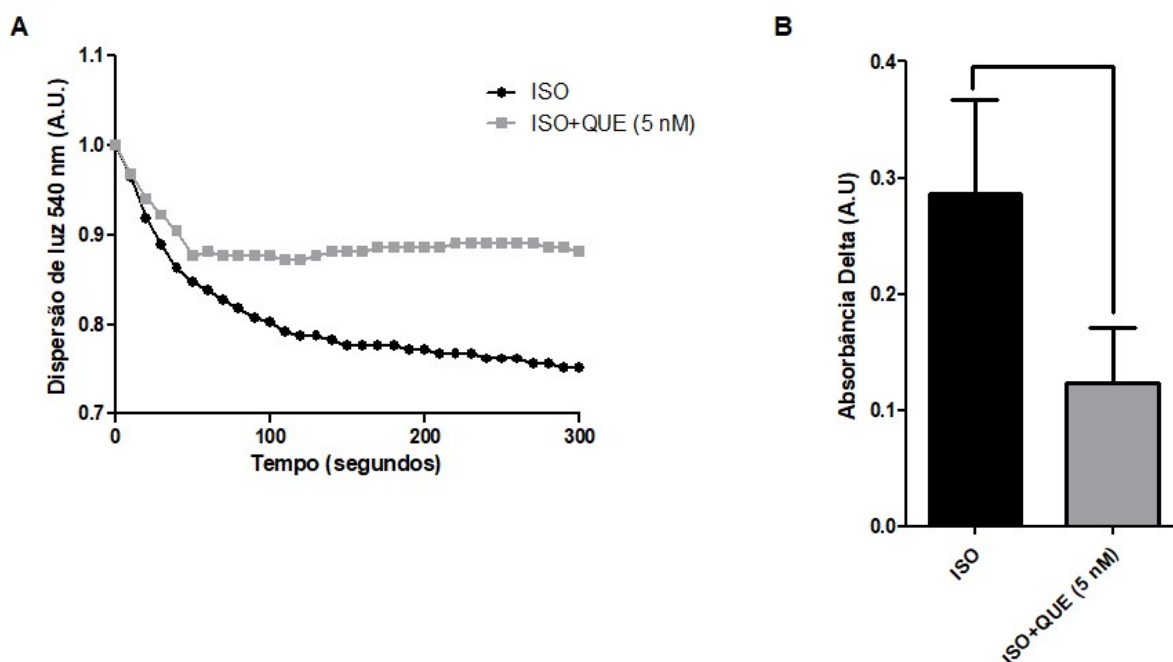 A
Dispersão de luz 540 nm (A.U.)
1.1
1.0
0.9
0.8
0.7
0
100
200
300
Tempo (segundos)
ISO
ISO+QUE (5 nM)
B
Absorbância Delta (A.U)
0.4
0.3
0.2
0.1
0.0
ISO
ISO+QUE (5 nM)